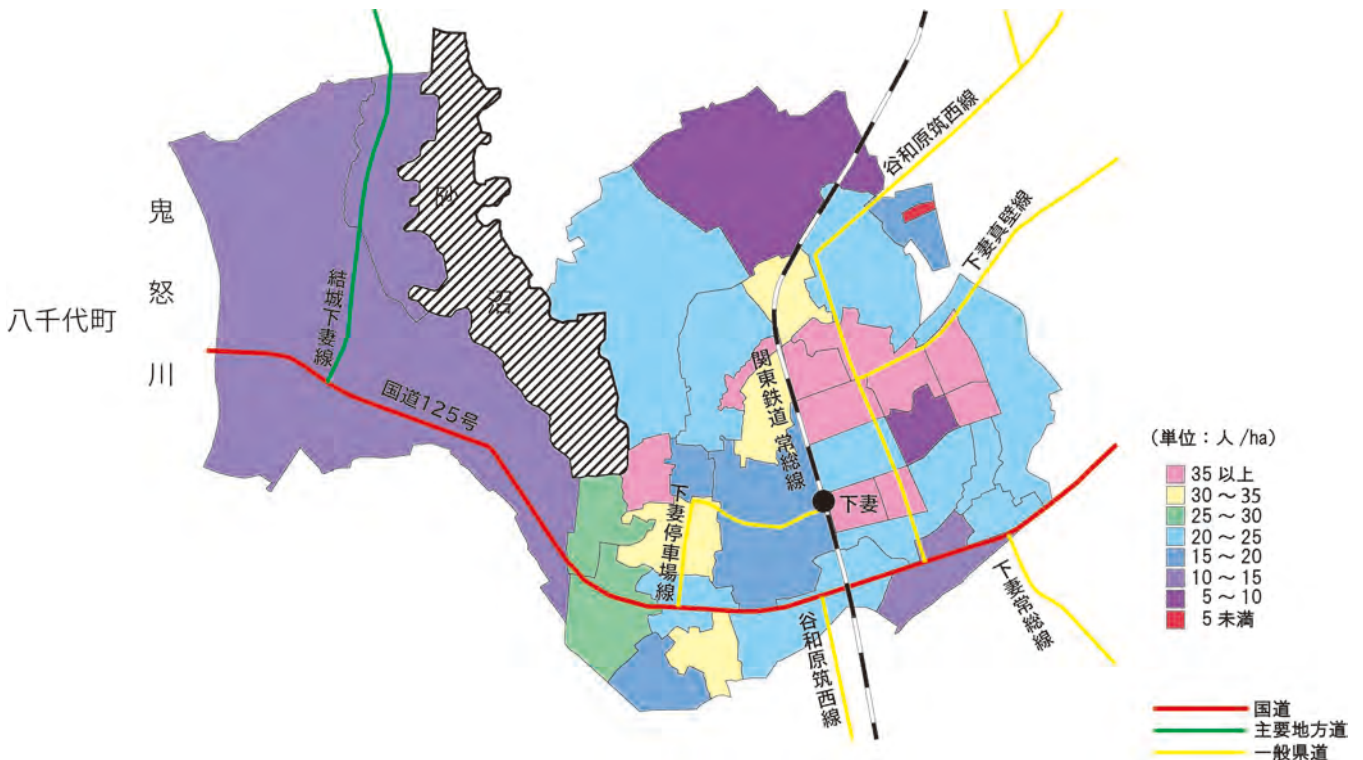 谷和原筑西線
下妻真壁線
砂
沼
鬼
怒
川
八千代町
結城下妻線
国道125号
関東鉄道 常総線
下妻
下妻停車場線
谷和原筑西線
下妻常総線
(単位:人/ha)
35以上
30~35
25~30
20~25
15~20
10~15
5~10
5未満
国道
主要地方道
一般県道